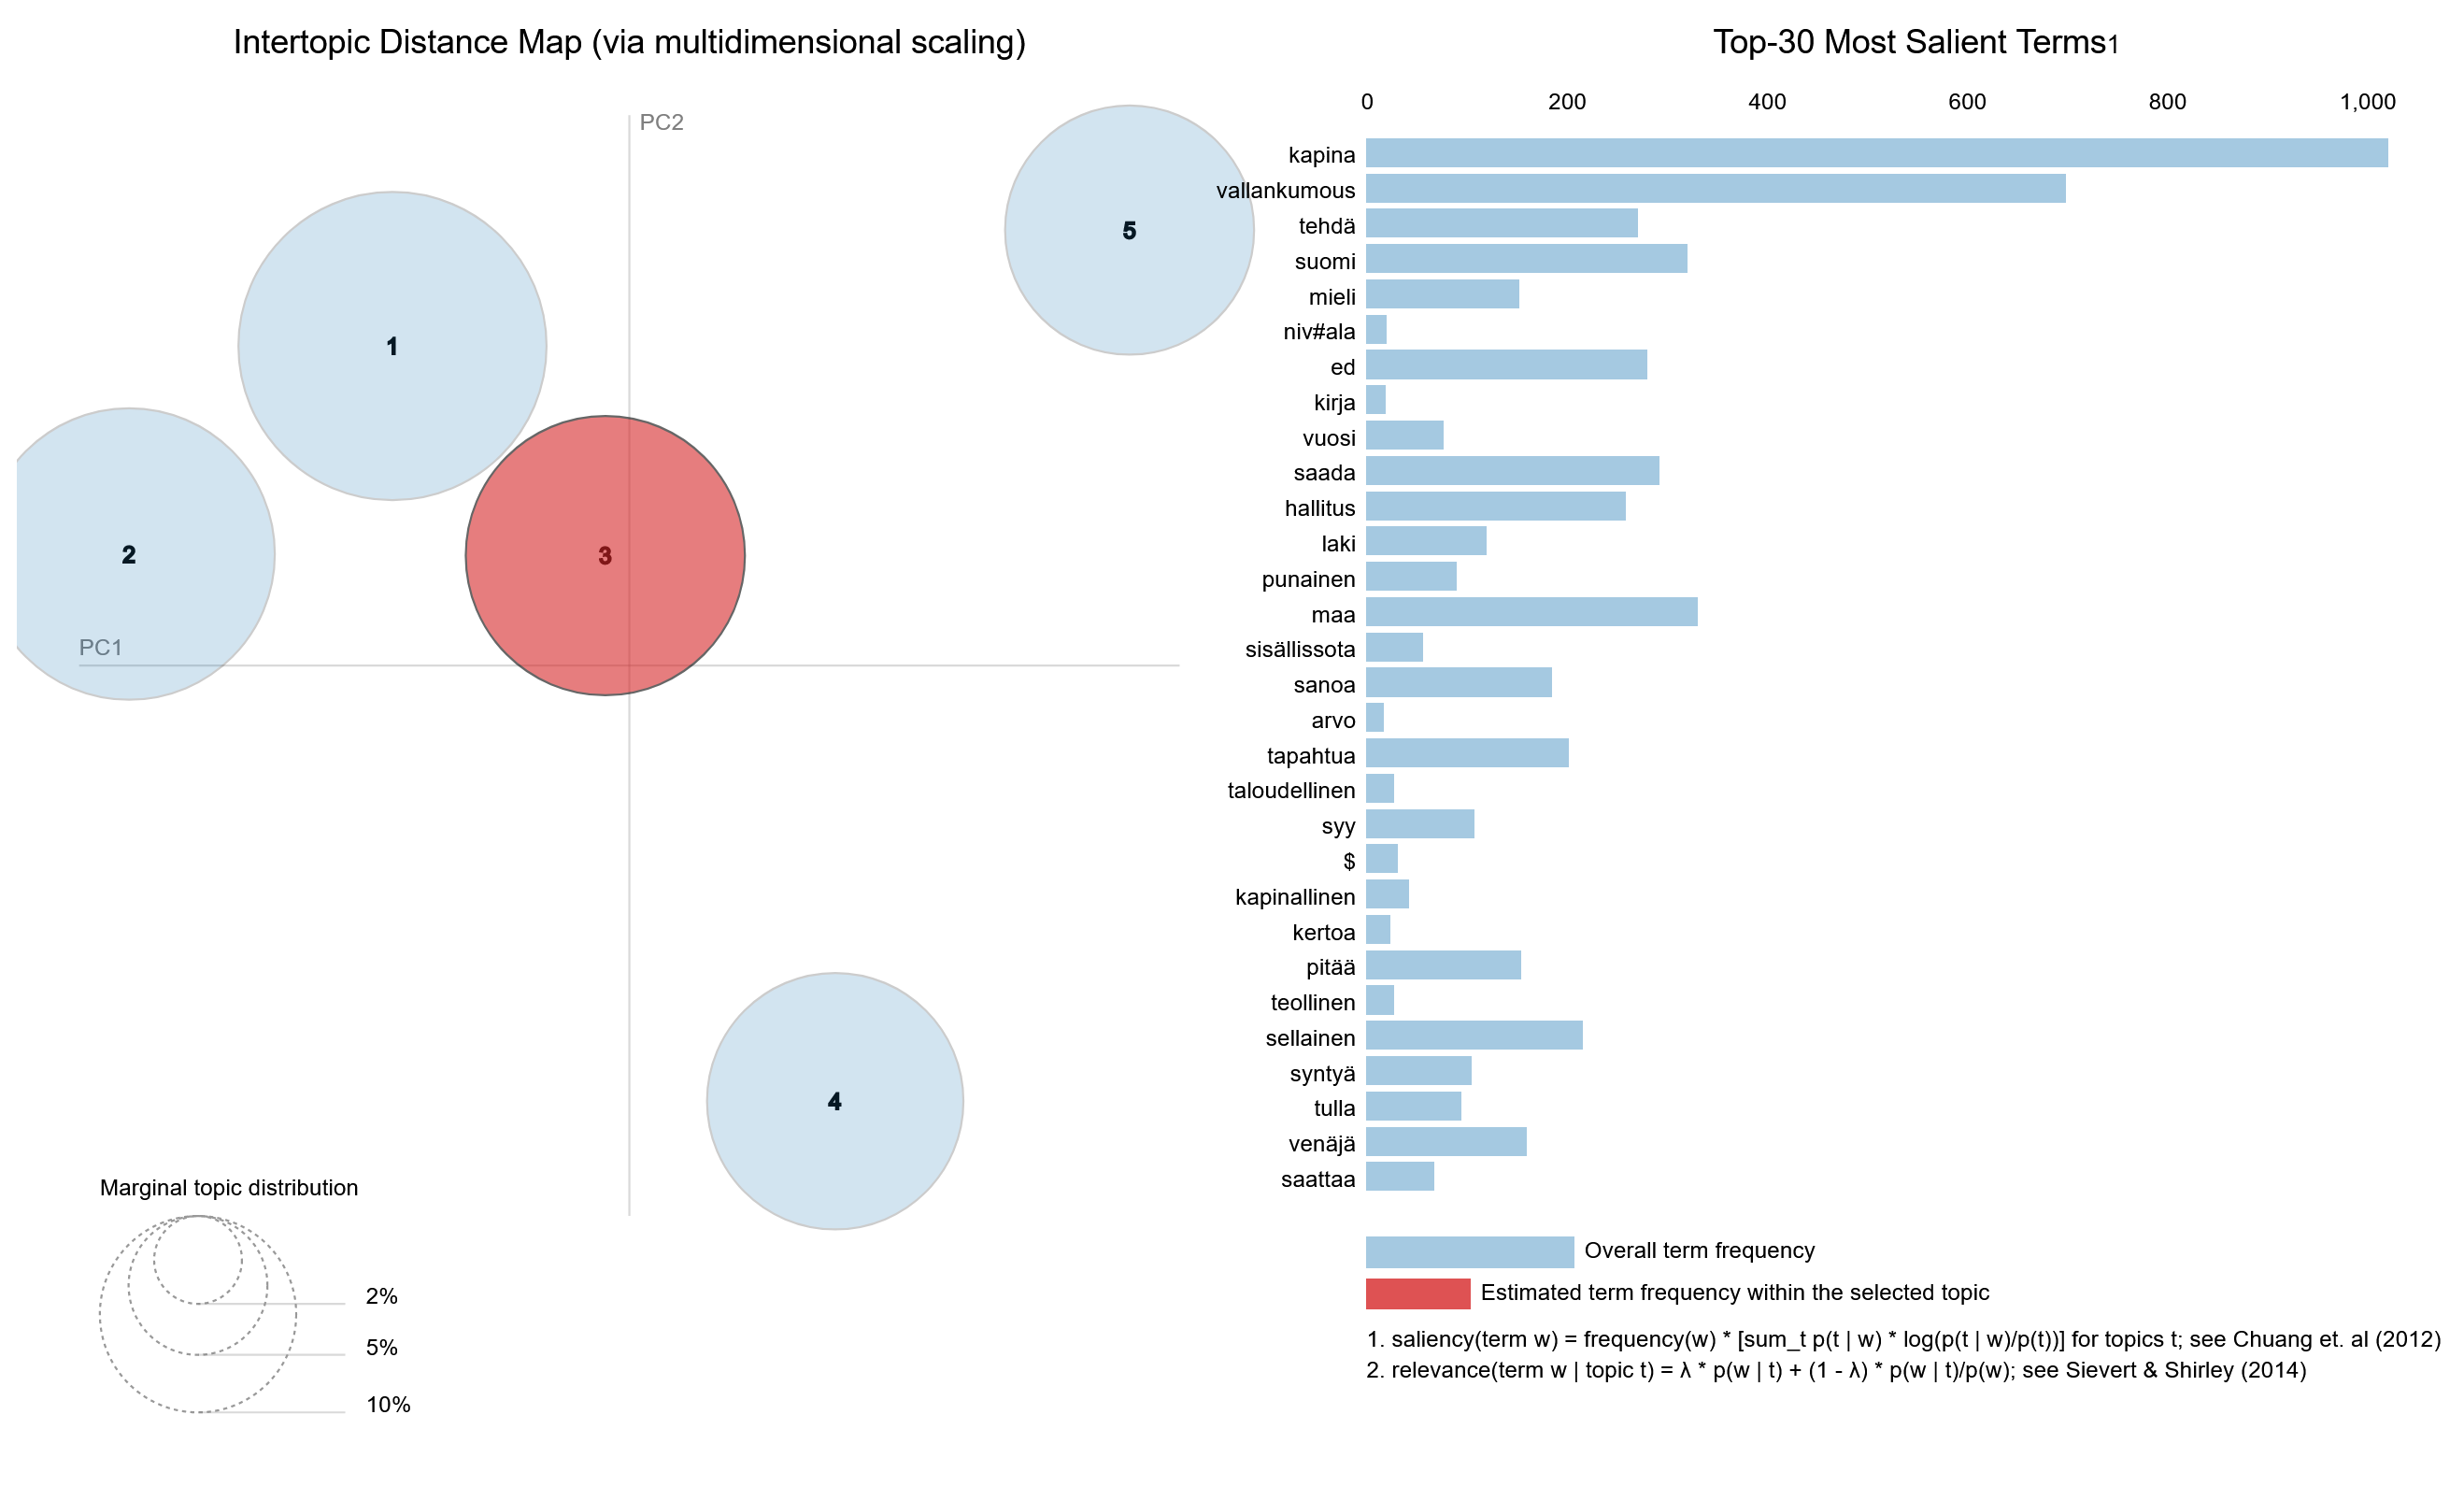 Intertopic Distance Map (via multidimensional scaling)
PC2
5
1
2
3
PC1
4
Marginal topic distribution
2%
5%
10%
Top-30 Most Salient Terms1
0 200 400 600 800 1,000
kapina
vallankumous
tehdä
suomi
mieli
niv#ala
ed
kirja
vuosi
saada
hallitus
laki
punainen
maa
sisällissota
sanoa
arvo
tapahtua
taloudellinen
syy
$
kapinallinen
kertoa
pitää
teollinen
sellainen
syntyä
tulla
venäjä
saattaa
Overall term frequency
Estimated term frequency within the selected topic
1. saliency(term w) = frequency(w) * [sum_t p(t | w) * log(p(t | w)/p(t))] for topics t; see Chuang et. al (2012)
2. relevance(term w | topic t) = λ * p(w | t) + (1 - λ) * p(w | t)/p(w); see Sievert & Shirley (2014)